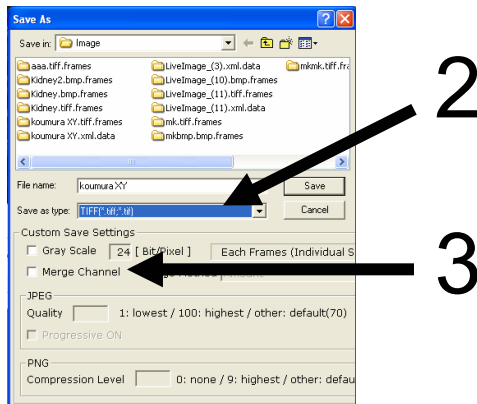 Save As
Save in: Image
aaa.tiff.frames LiveImage_(3).xml.data mkmk.tiff.fra
Kidney2.bmp.frames LiveImage_(10).bmp.frames
Kidney.bmp.frames LiveImage_(11).tiff.frames
Kidney.tiff.frames LiveImage_(11).xml.data
koumura XY.tiff.frames mk.tiff.frames
koumura XY.xml.data mkbmp.bmp.frames
2
File name: koumura XY Save
Save as type: TIFF(*.tiff;*.tif) Cancel
Custom Save Settings
Gray Scale 24 [ Bit/Pixel ] Each Frames (Individual S
Merge Channel
3
JPEG
Quality 1: lowest / 100: highest / other: default(70)
Progressive ON
PNG
Compression Level 0: none / 9: highest / other: defau